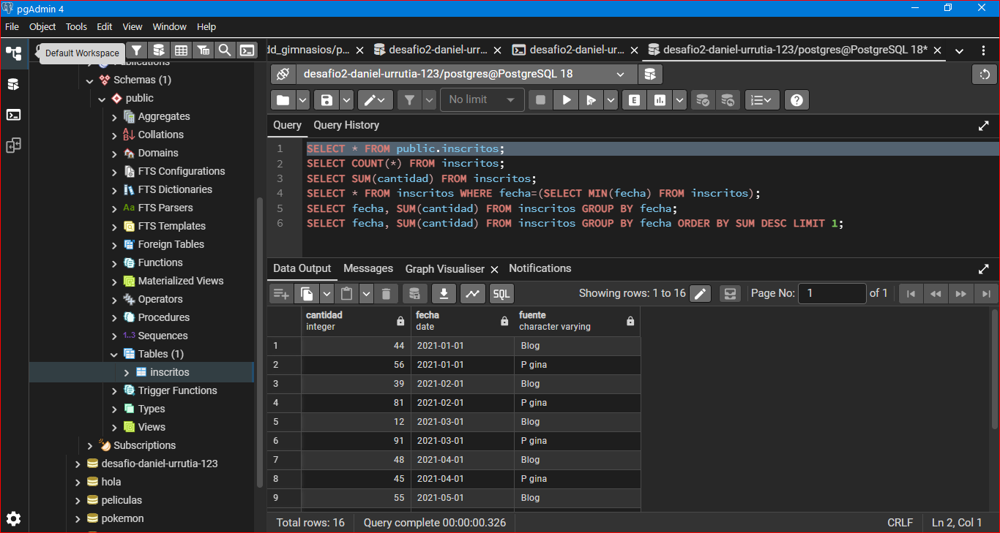 pgAdmin 4
File Object Tools Edit View Window Help
Default Workspace
dd_gimnasios/p...
desafio2-daniel-urr...
desafio2-daniel-ur...
desafio2-daniel-urrutia-123/postgres@PostgreSQL 18*
Publications
Schemas (1)
public
Aggregates
Collations
Domains
FTS Configurations
FTS Dictionaries
Aa FTS Parsers
FTS Templates
Foreign Tables
Functions
Materialized Views
Operators
Procedures
1..3 Sequences
Tables (1)
inscritos
Trigger Functions
Types
Views
Subscriptions
desafio-daniel-urrutia-123
hola
peliculas
pokemon
desafio2-daniel-urrutia-123/postgres@PostgreSQL 18
No limit
E
Query Query History
1 SELECT * FROM public.inscritos;
2 SELECT COUNT(*) FROM inscritos;
3 SELECT SUM(cantidad) FROM inscritos;
4 SELECT * FROM inscritos WHERE fecha=(SELECT MIN(fecha) FROM inscritos);
5 SELECT fecha, SUM(cantidad) FROM inscritos GROUP BY fecha;
6 SELECT fecha, SUM(cantidad) FROM inscritos GROUP BY fecha ORDER BY SUM DESC LIMIT 1;
Data Output Messages Graph Visualiser Notifications
SQL Showing rows: 1 to 16 Page No: 1 of 1
cantidad fecha fuente
integer date character varying
1 44 2021-01-01 Blog
2 56 2021-01-01 P gina
3 39 2021-02-01 Blog
4 81 2021-02-01 P gina
5 12 2021-03-01 Blog
6 91 2021-03-01 P gina
7 48 2021-04-01 Blog
8 45 2021-04-01 P gina
9 55 2021-05-01 Blog
Total rows: 16 Query complete 00:00:00.326 CRLF Ln 2, Col 1